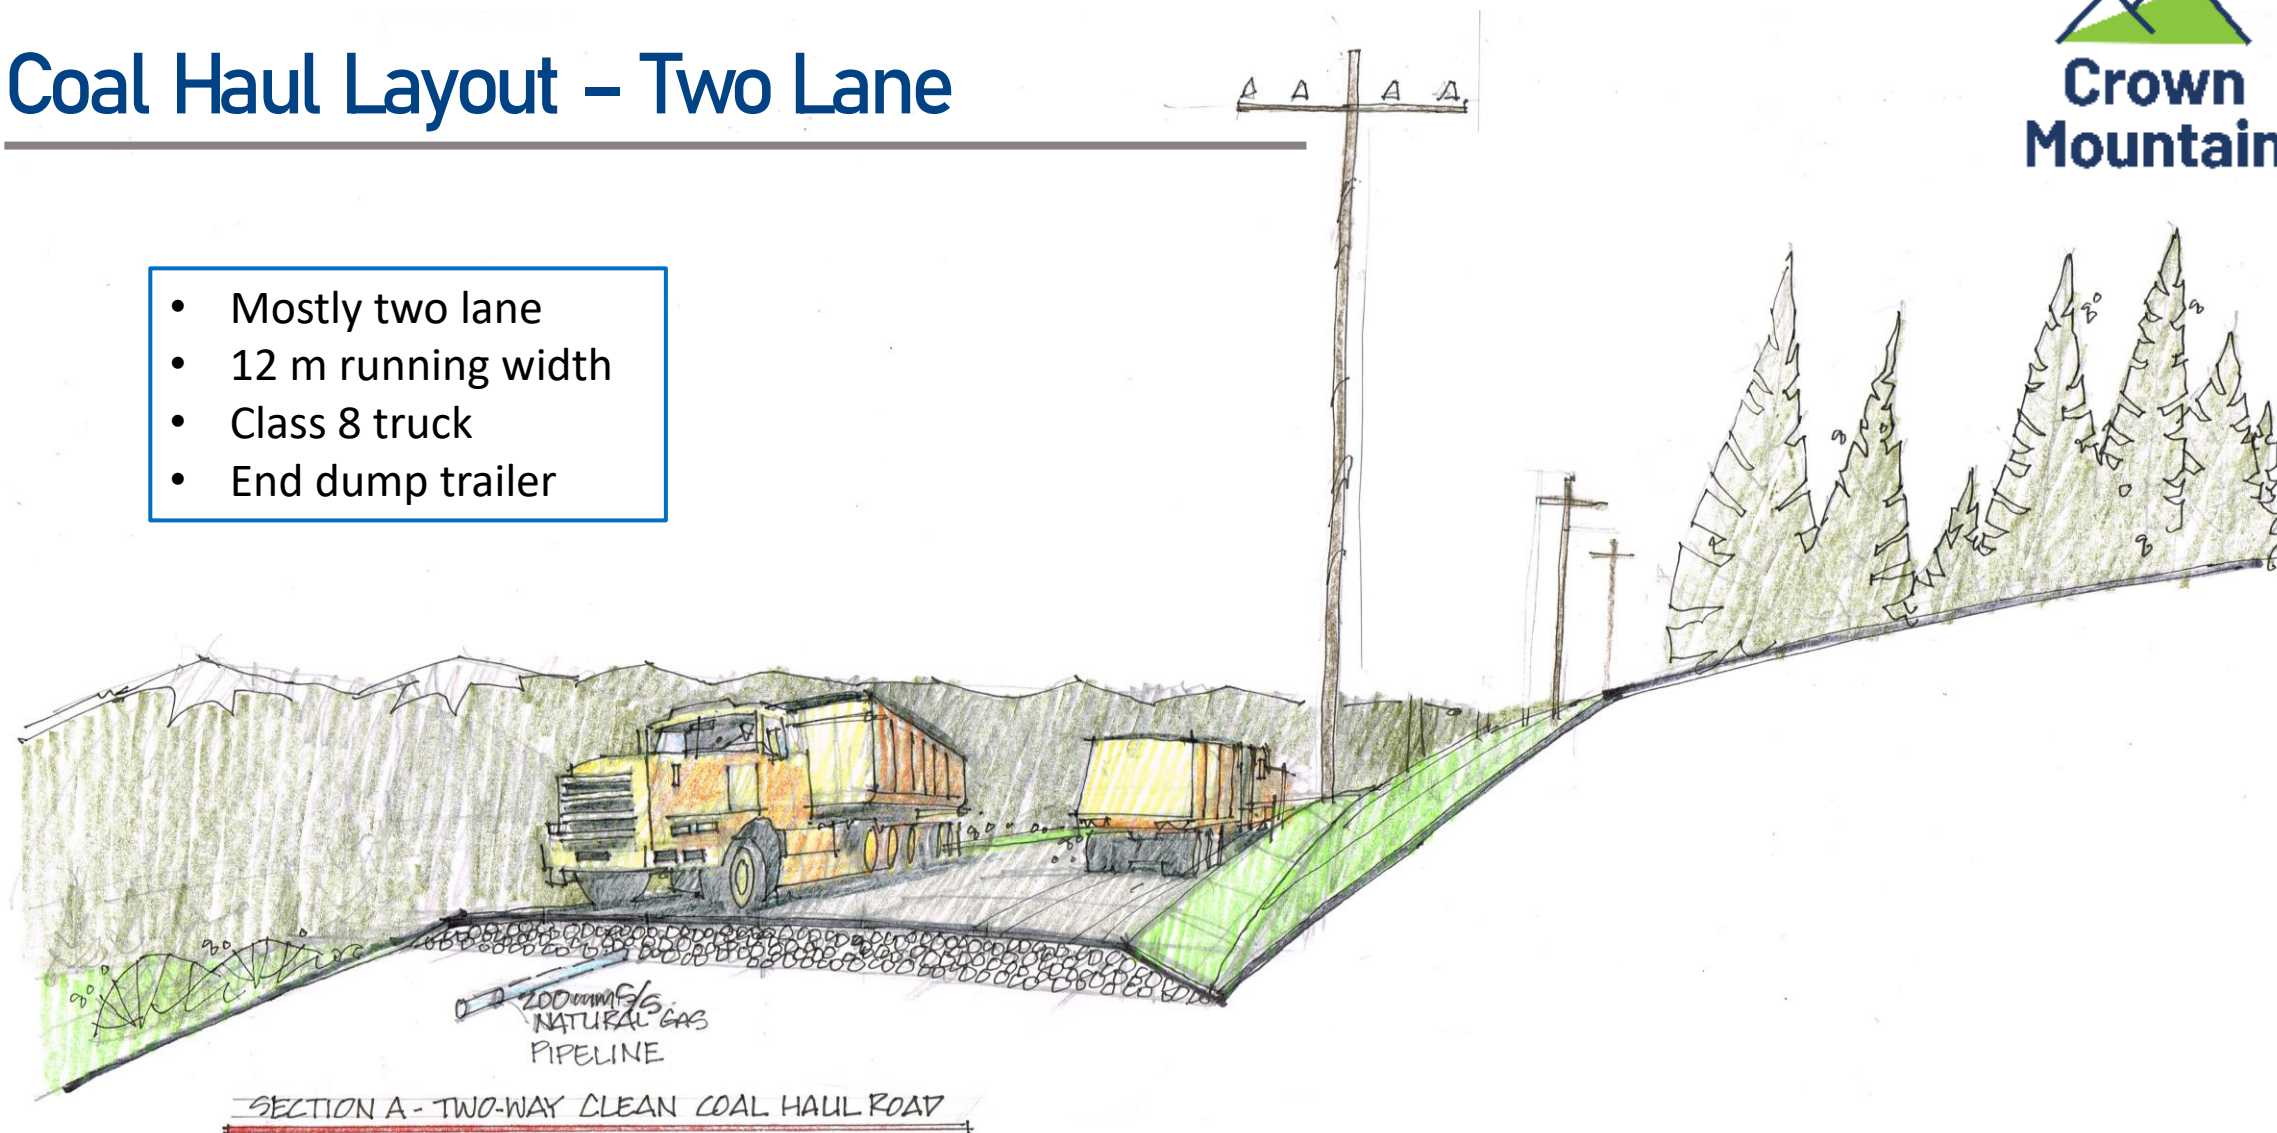 Coal Haul Layout – Two Lane
Crown
Mountain
• Mostly two lane
• 12 m running width
• Class 8 truck
• End dump trailer
200mm
NATURAL GAS
PIPELINE
SECTION A - TWO-WAY CLEAN COAL HAUL ROAD